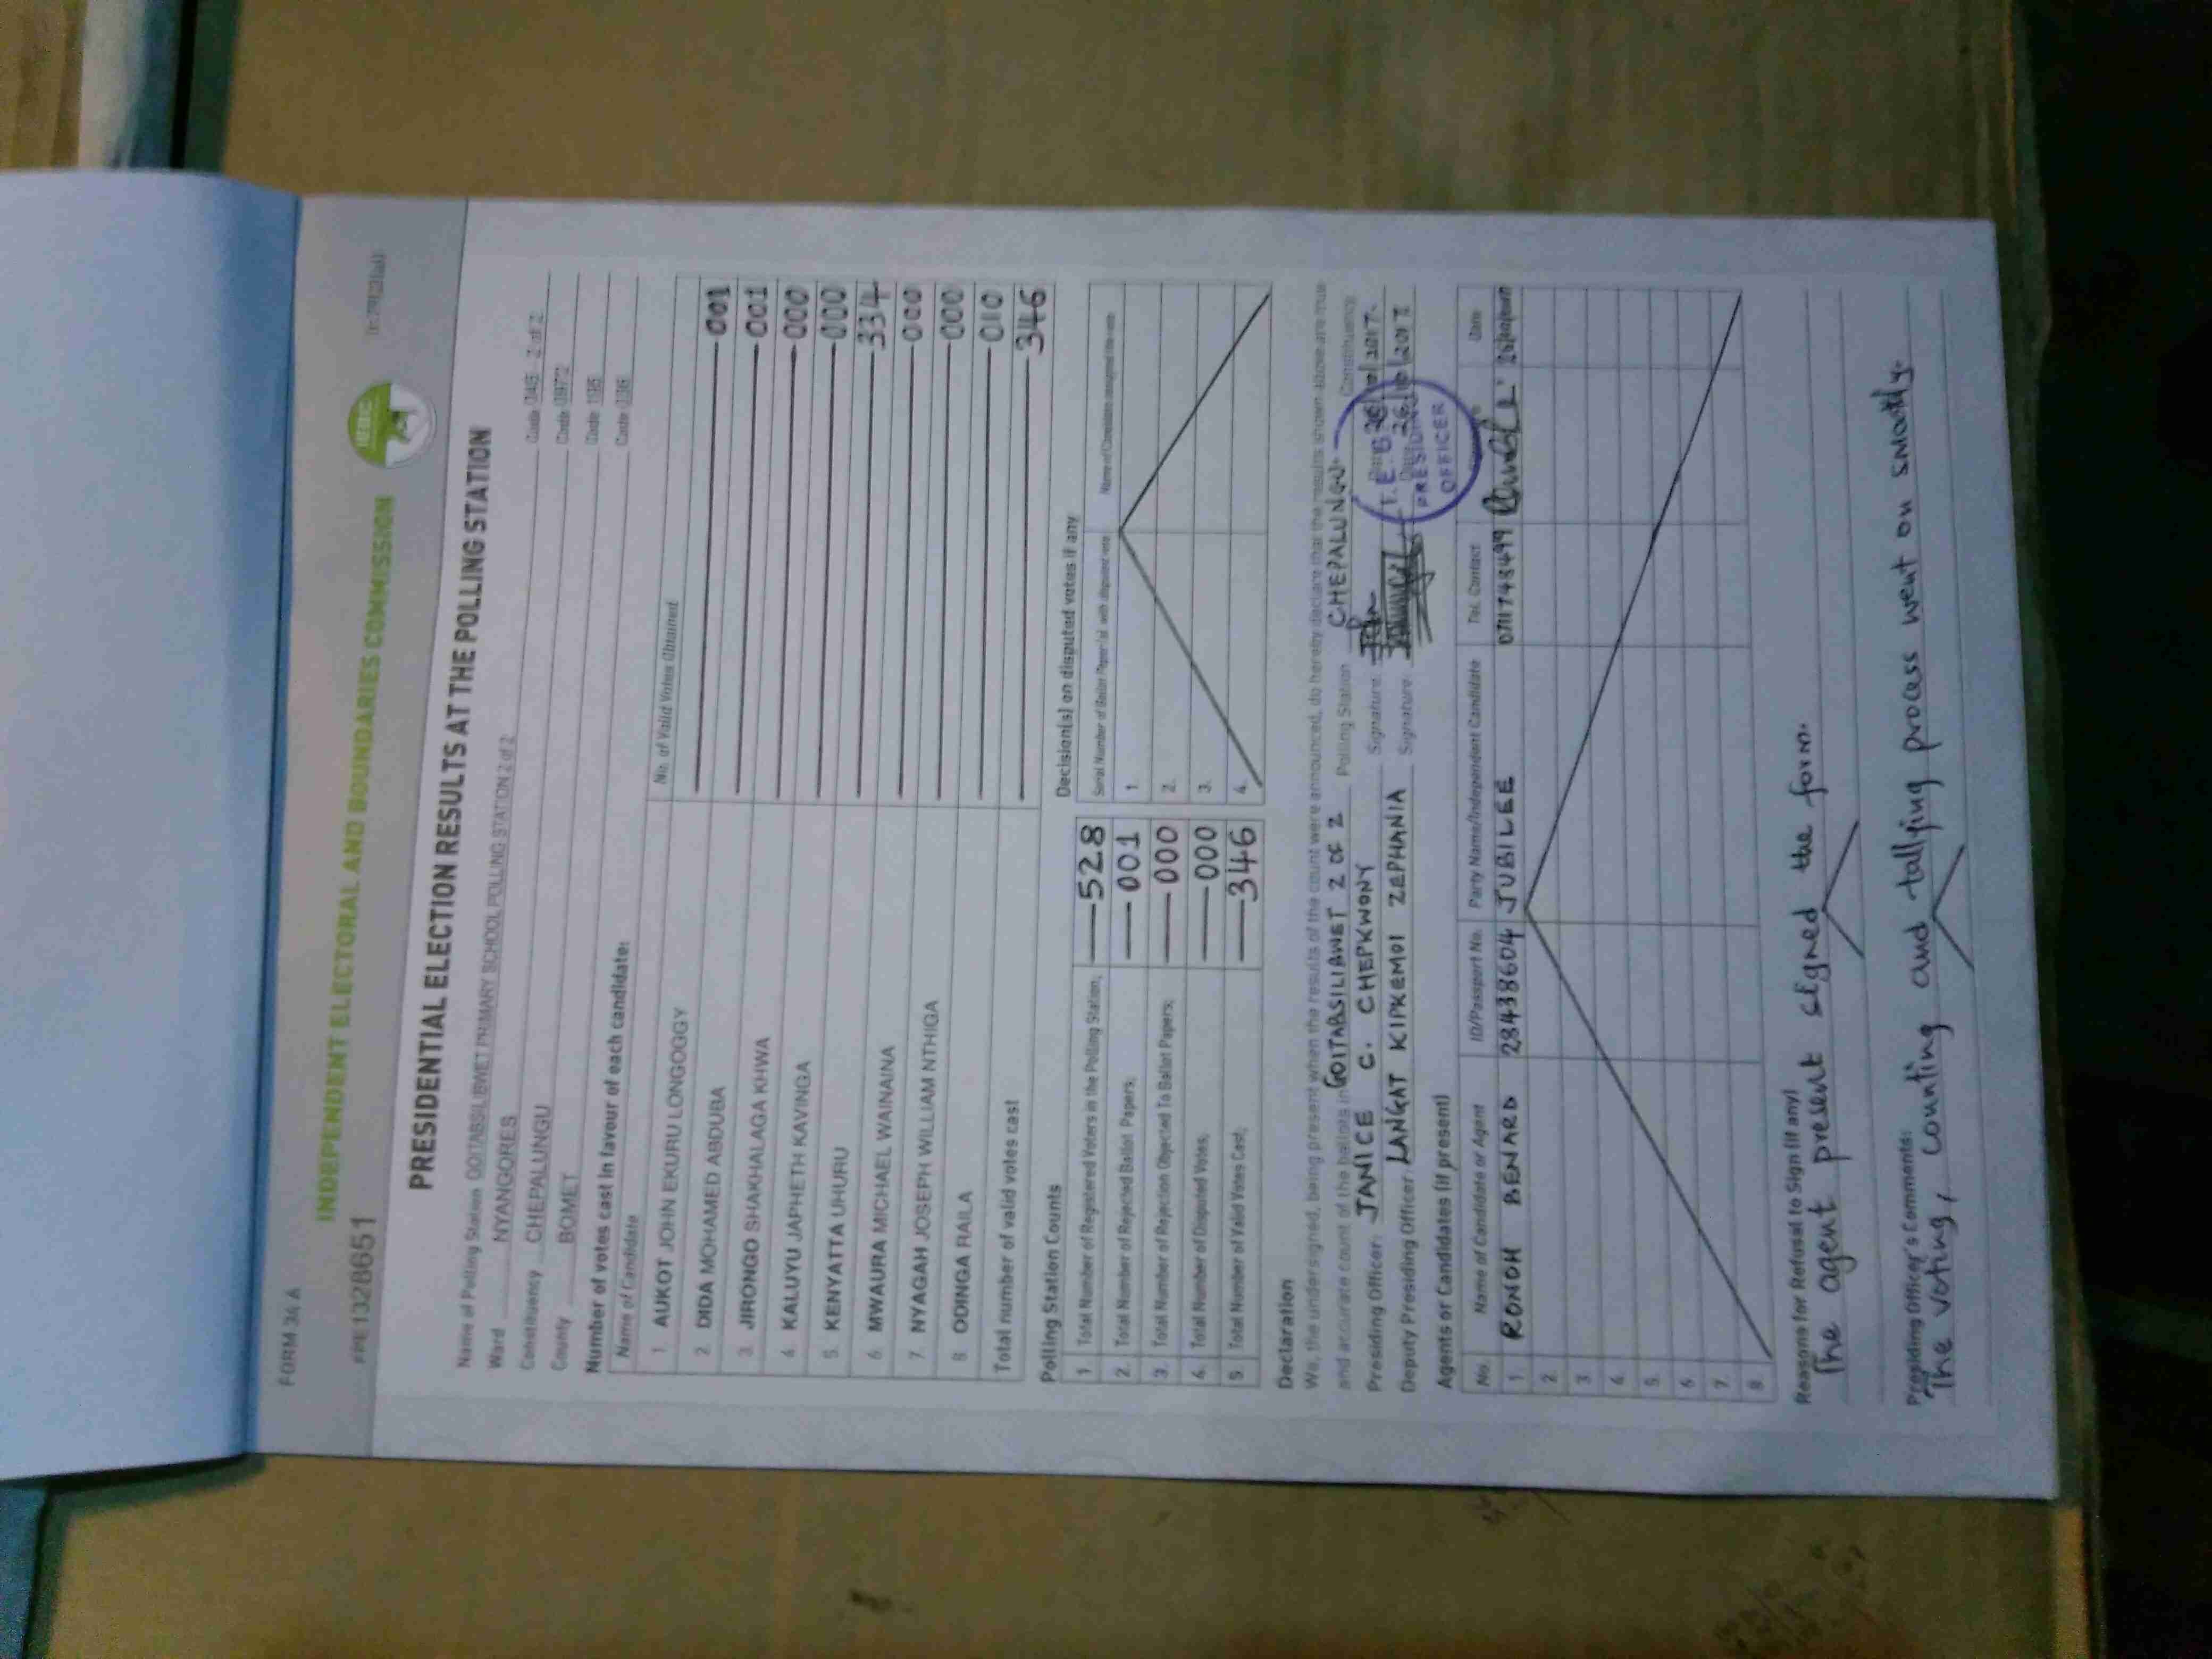 FORM 34 A
INDEPENDENT ELECTORAL AND BOUNDARIES COMMISSION
IEBC
PRESIDENTIAL ELECTION RESULTS AT THE POLLING STATION
Name of Polling Station GOITABSILIBWET PRIMARY SCHOOL POLLING STATION 2 of 2 Code 2 of 2
Ward NYANGORES Code
Constituency CHEPALUNGU Code 195
County BOMET Code
Number of votes cast in favour of each candidate:
Name of Candidate No. of Valid Votes Obtained
1. AUKOT JOHN EKURU LONGOGGY 001
2. DIDA MOHAMED ABDUBA 001
3. JIRONGO SHAKHALAGA KHWA 000
4. KALUYU JAPHETH KAVINGA 000
5. KENYATTA UHURU 334
6. MWAURA MICHAEL WAINAINA 000
7. NYAGAH JOSEPH WILLIAM NTHIGA 000
8. ODINGA RAILA 010
Total number of valid votes cast 346
Polling Station Counts
1. Total Number of Registered Voters in the Polling Station; 528
2. Total Number of Rejected Ballot Papers; 001
3. Total Number of Rejection Objected To Ballot Papers; 000
4. Total Number of Disputed Votes; 000
5. Total Number of Valid Votes Cast; 346
Decision(s) on disputed votes if any
Serial Number of Ballot Paper(s) with disputed vote Name of Candidate assigned the vote
1.
2.
3.
4.
Declaration
We, the undersigned, being present when the results of the count were announced, do hereby declare that the results shown above are true
and accurate count of the ballots in GOITABSILIBWET 2 OF 2 Polling Station CHEPALUNGU Constituency
Presiding Officer: JANICE C. CHEPKWONY Signature 26/10/2017.
Deputy Presiding Officer LANGAT KIPKEMOI ZEPHANIA Signature 26/10/2017
PRESIDING
OFFICER
Agents or Candidates (if present)
No. Name of Candidate or Agent ID/Passport No. Party Name/Independent Candidate Tel. Contact Date
1. RONOH BENARD 28438604 JUBILEE 26/10/2017
2.
3.
4.
5.
6.
7.
8.
Reasons for Refusal to Sign (if any)
The agent present signed the form.
Presiding Officer's Comments:
The voting, counting and tallying process went on smothly.